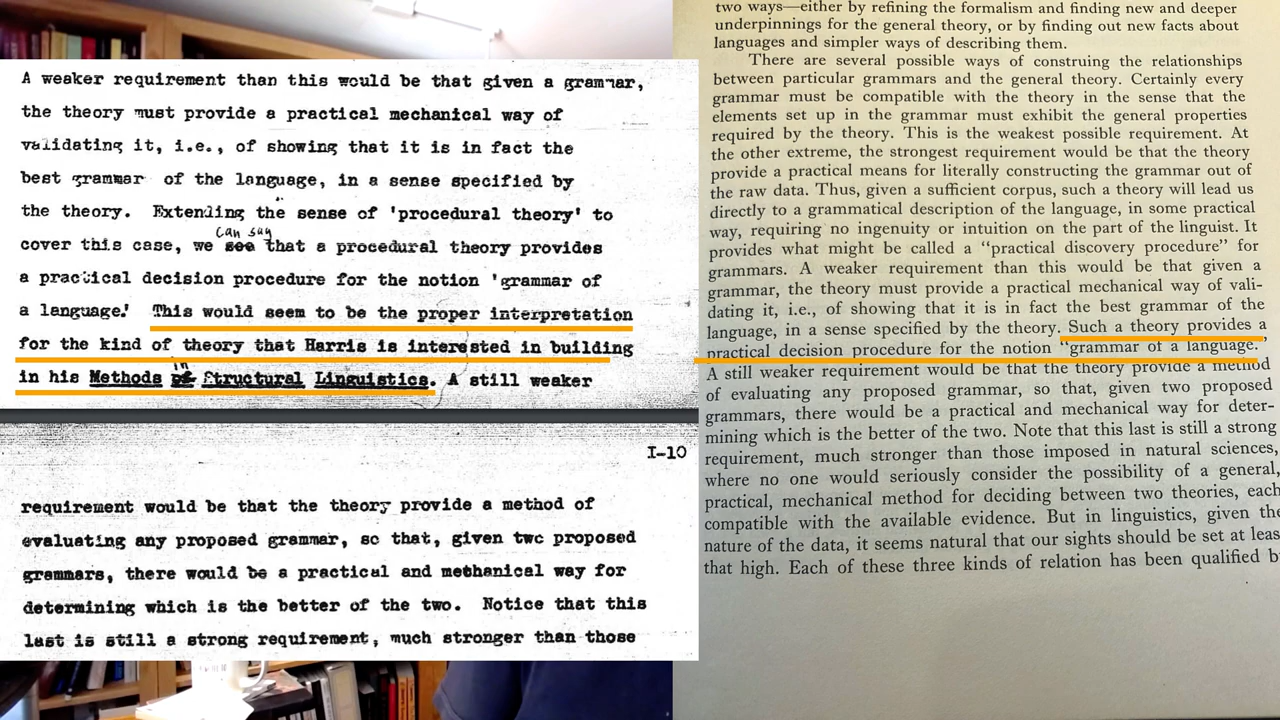 A weaker requirement than this would be that given a grammar,
the theory must provide a practical mechanical way of
validating it, i.e., of showing that it is in fact the
best grammar of the language, in a sense specified by
the theory. Extending the sense of 'procedural theory' to
can say
cover this case, we see that a procedural theory provides
a practical decision procedure for the notion 'grammar of
a language.' This would seem to be the proper interpretation
for the kind of theory that Harris is interested in building
in
in his Methods of Structural Linguistics. A still weaker
I-10
requirement would be that the theory provide a method of
evaluating any proposed grammar, so that, given two proposed
grammars, there would be a practical and mechanical way for
determining which is the better of the two. Notice that this
last is still a strong requirement, much stronger than those
two ways—either by refining the formalism and finding new and deeper
underpinnings for the general theory, or by finding out new facts about
languages and simpler ways of describing them.
There are several possible ways of construing the relationships
between particular grammars and the general theory. Certainly every
grammar must be compatible with the theory in the sense that the
elements set up in the grammar must exhibit the general properties
required by the theory. This is the weakest possible requirement. At
the other extreme, the strongest requirement would be that the theory
provide a practical means for literally constructing the grammar out of
the raw data. Thus, given a sufficient corpus, such a theory will lead us
directly to a grammatical description of the language, in some practical
way, requiring no ingenuity or intuition on the part of the linguist. It
provides what might be called a “practical discovery procedure” for
grammars. A weaker requirement than this would be that given a
grammar, the theory must provide a practical mechanical way of vali-
dating it, i.e., of showing that it is in fact the best grammar of the
language, in a sense specified by the theory. Such a theory provides a
practical decision procedure for the notion “grammar of a language.”
A still weaker requirement would be that the theory provide a method
of evaluating any proposed grammar, so that, given two proposed
grammars, there would be a practical and mechanical way for deter-
mining which is the better of the two. Note that this last is still a strong
requirement, much stronger than those imposed in natural sciences,
where no one would seriously consider the possibility of a general,
practical, mechanical method for deciding between two theories, each
compatible with the available evidence. But in linguistics, given the
nature of the data, it seems natural that our sights should be set at leas
that high. Each of these three kinds of relation has been qualified b